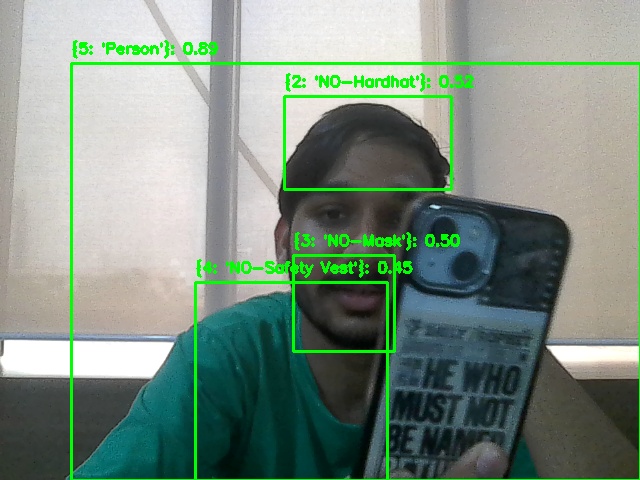 {5: 'Person'}: 0.89
{2: 'NO-Hardhat'}: 0.52
{3: 'NO-Mask'}: 0.50
{4: 'NO-Safety Vest'}: 0.45
HE WHO
MUST NOT
BE NAMED